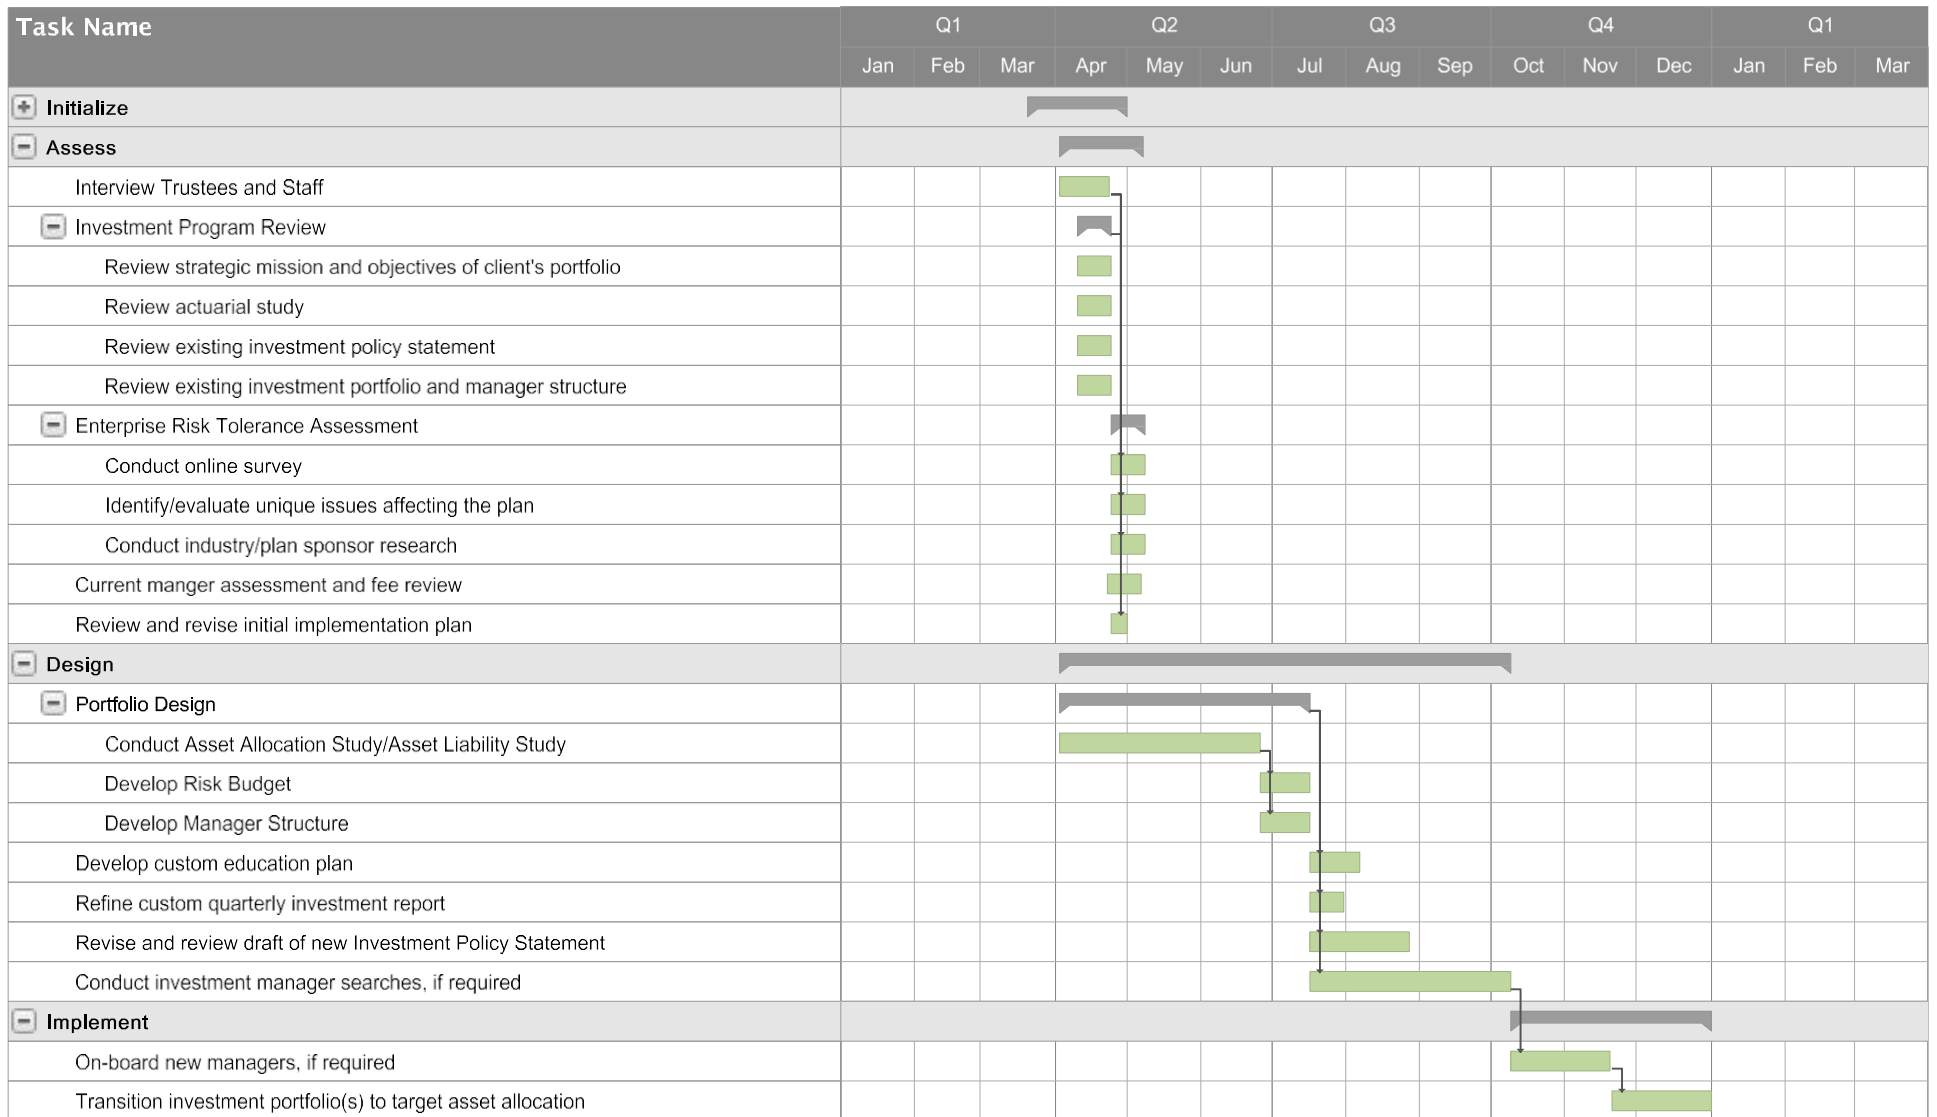 Task Name
Q1 Q2 Q3 Q4 Q1
Jan Feb Mar Apr May Jun Jul Aug Sep Oct Nov Dec Jan Feb Mar
Initialize
Assess
Interview Trustees and Staff
Investment Program Review
Review strategic mission and objectives of client's portfolio
Review actuarial study
Review existing investment policy statement
Review existing investment portfolio and manager structure
Enterprise Risk Tolerance Assessment
Conduct online survey
Identify/evaluate unique issues affecting the plan
Conduct industry/plan sponsor research
Current manger assessment and fee review
Review and revise initial implementation plan
Design
Portfolio Design
Conduct Asset Allocation Study/Asset Liability Study
Develop Risk Budget
Develop Manager Structure
Develop custom education plan
Refine custom quarterly investment report
Revise and review draft of new Investment Policy Statement
Conduct investment manager searches, if required
Implement
On-board new managers, if required
Transition investment portfolio(s) to target asset allocation